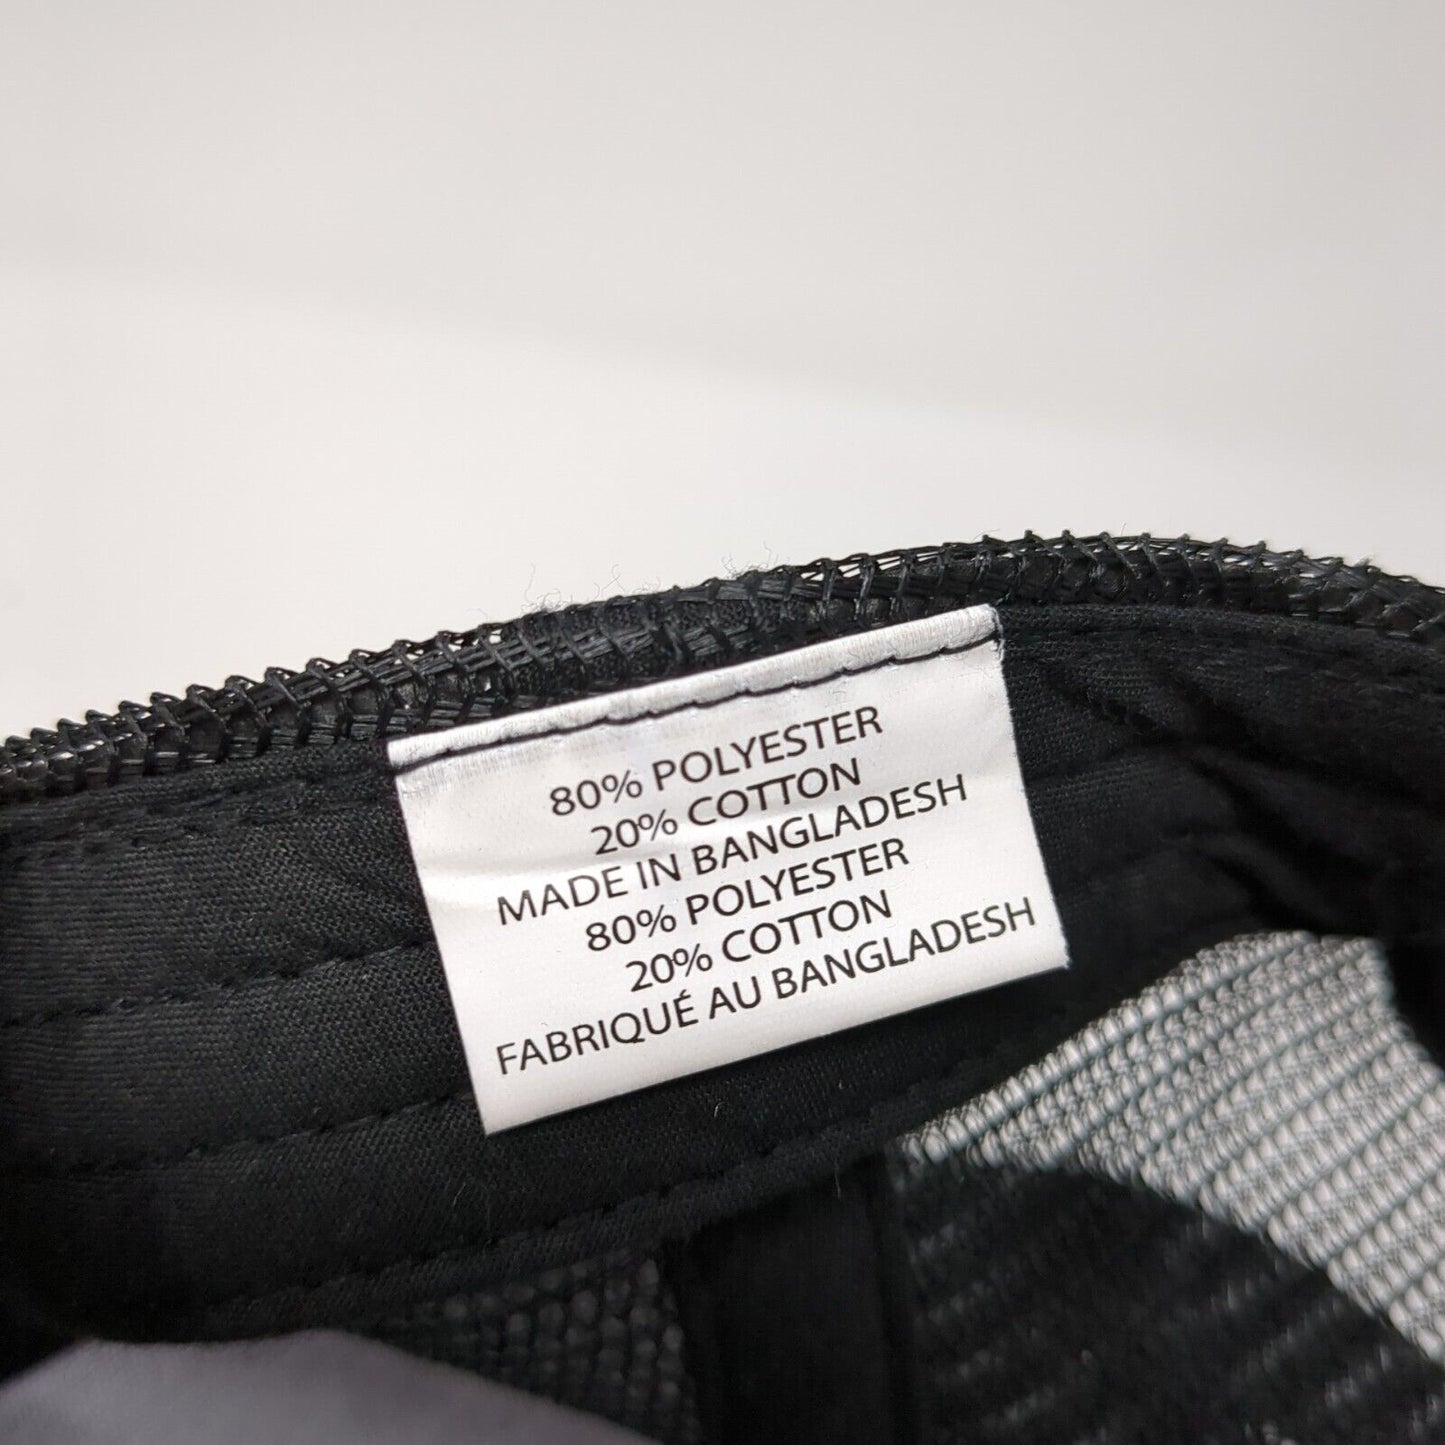 80% POLYESTER
20% COTTON
MADE IN BANGLADESH
80% POLYESTER
20% COTTON
FABRIQUÉ AU BANGLADESH